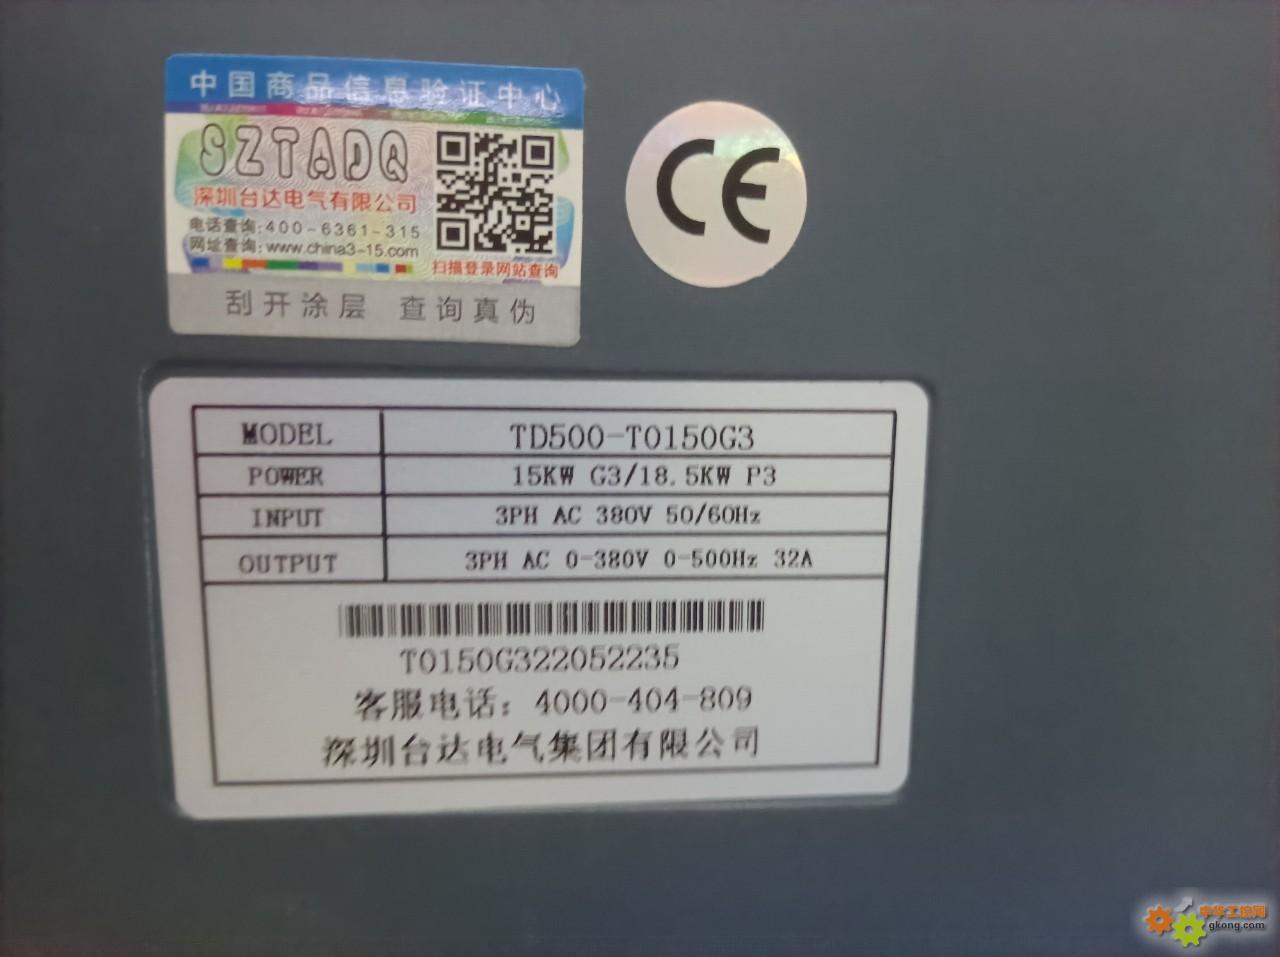 中国商品信息验证中心
SZTADQ
深圳台达电气有限公司
电话查询:400-6361-315
网址查询:www.china3-15.com
扫描登录网站查询
刮开涂层 查询真伪
CE
MODEL TD500-T0150G3
POWER 15KW G3/18.5KW P3
INPUT 3PH AC 380V 50/60Hz
OUTPUT 3PH AC 0-380V 0-500Hz 32A
T0150G322052235
客服电话：4000-404-809
深圳台达电气集团有限公司
中华工控网
gkong.com